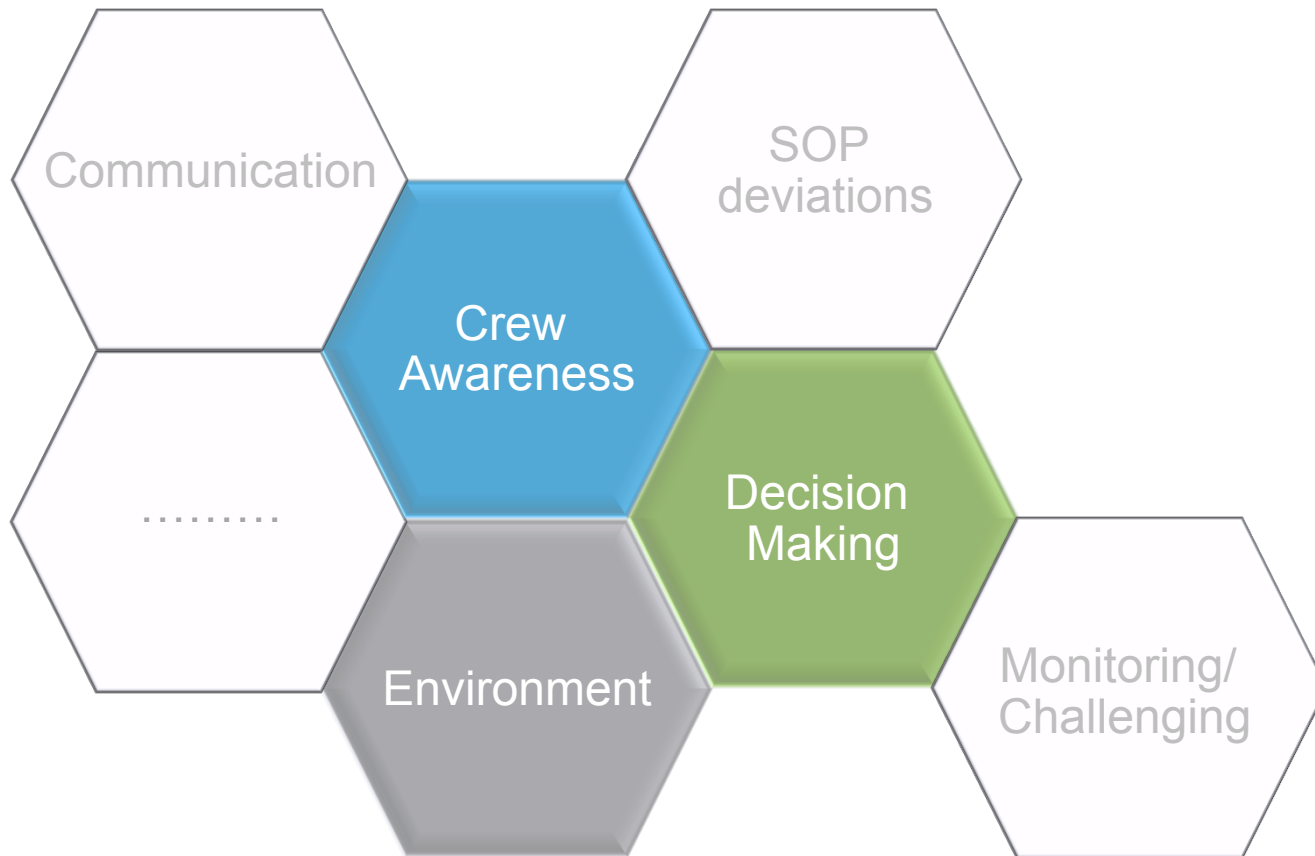 Communication
SOP
deviations
Crew
Awareness
.........
Decision
Making
Environment
Monitoring/
Challenging